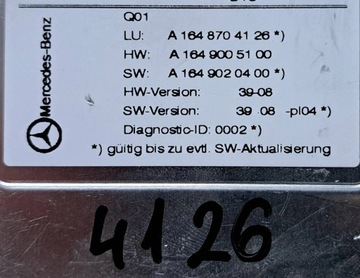 Q01
LU: A 164 870 41 26 *)
HW: A 164 900 51 00
SW: A 164 902 04 00 *)
HW-Version: 39 08
SW-Version: 39 08 -pl04 *)
Diagnostic-ID: 0002 *)
*) gültig bis zu evtl. SW-Aktualisierung
Mercedes-Benz
4126